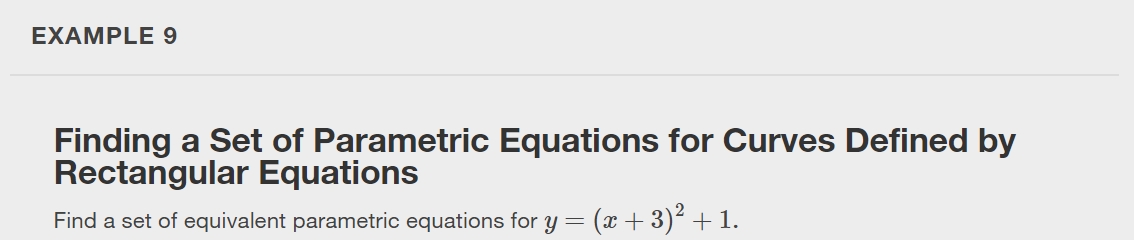 EXAMPLE 9
Finding a Set of Parametric Equations for Curves Defined by
Rectangular Equations
Find a set of equivalent parametric equations for y = (x + 3)² + 1.